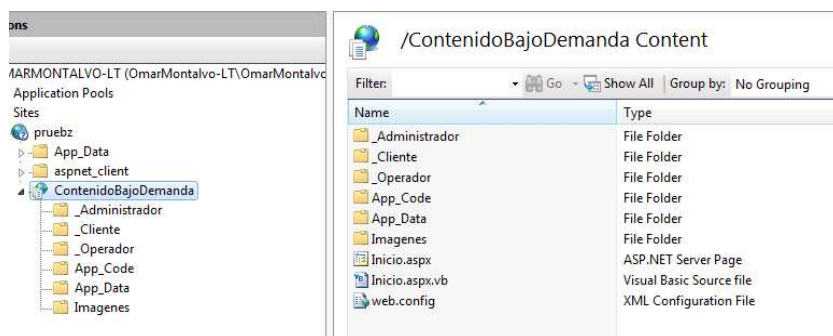 ons
MARMONTALVO-LT (OmarMontalvo-LT\OmarMontalvo
Application Pools
Sites
pruebz
App_Data
aspnet_client
ContenidoBajoDemanda
_Administrador
_Cliente
_Operador
App_Code
App_Data
Imagenes
/ContenidoBajoDemanda Content
Filter: Go Show All Group by: No Grouping
Name Type
_Administrador File Folder
_Cliente File Folder
_Operador File Folder
App_Code File Folder
App_Data File Folder
Imagenes File Folder
Inicio.aspx ASP.NET Server Page
Inicio.aspx.vb Visual Basic Source file
web.config XML Configuration File